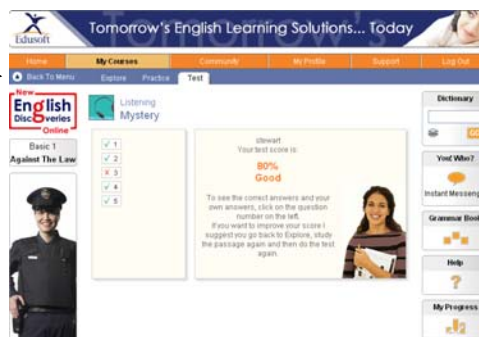 Edusoft
Tomorrow's English Learning Solutions... Today
Home
My Courses
Community
My Profile
Support
Log Out
Back To Menu
Explore
Practice
Test
New
English
Discoveries
Online
Basic 1
Against The Law
Listening
Mystery
1
2
3
4
5
stewart
Your test score is:
80%
Good
To see the correct answers and your
own answers, click on the question
number on the left.
If you want to improve your score I
suggest you go back to Explore, study
the passage again and then do the test
again.
Dictionary
GO
Instant Messeng
Grammar Boo
Help
?
My Progress